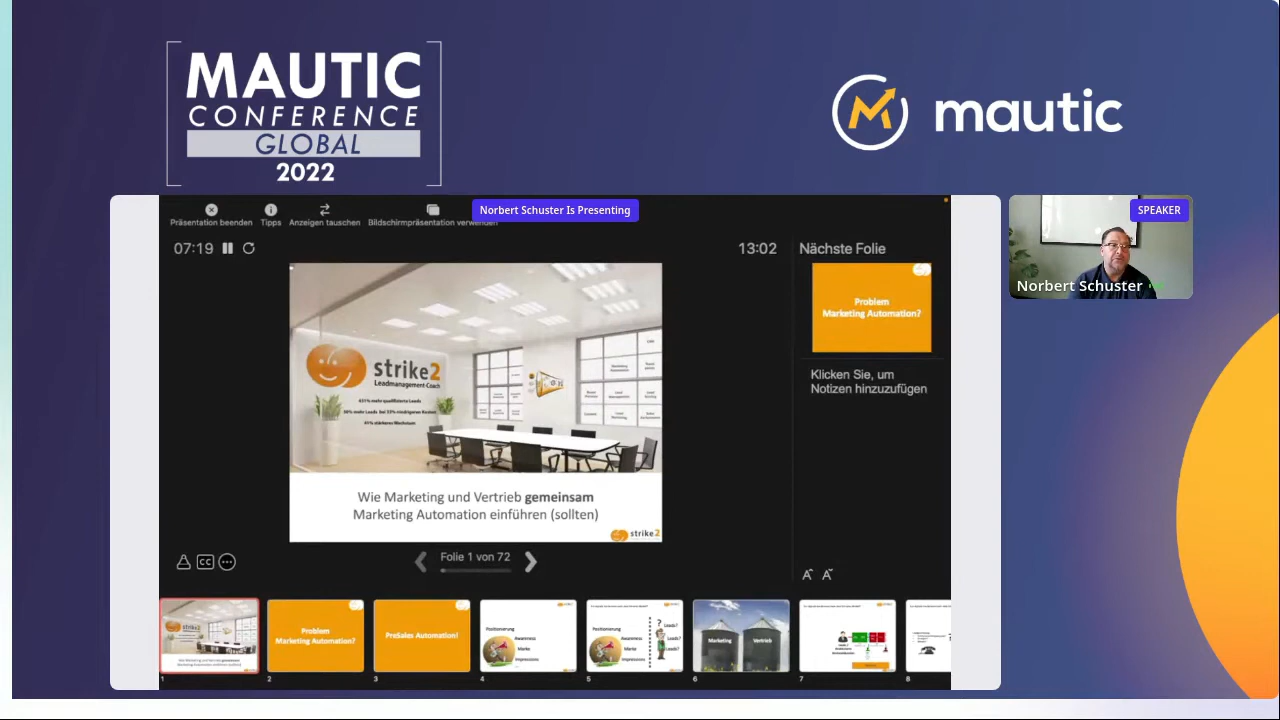 MAUTIC
CONFERENCE
GLOBAL
2022
mautic
Präsentation beenden
Tipps
Anzeigen tauschen
Bildschirmpräsentation verwenden
Norbert Schuster Is Presenting
07:19
13:02
Nächste Folie
Problem
Marketing Automation?
Klicken Sie, um
Notizen hinzuzufügen
strike2
Leadmanagement-Coach
Wie Marketing und Vertrieb gemeinsam
Marketing Automation einführen (sollten)
strike2
CC
Folie 1 von 72
SPEAKER
Norbert Schuster
Problem
Marketing Automation?
PreSales Automation!
Positionierung
Awareness
Marke
Impressions
Positionierung
Awareness
Marke
Impressions
Leads?
Leads?
Leads?
Marketing
Vertrieb
1
2
3
4
5
6
7
8